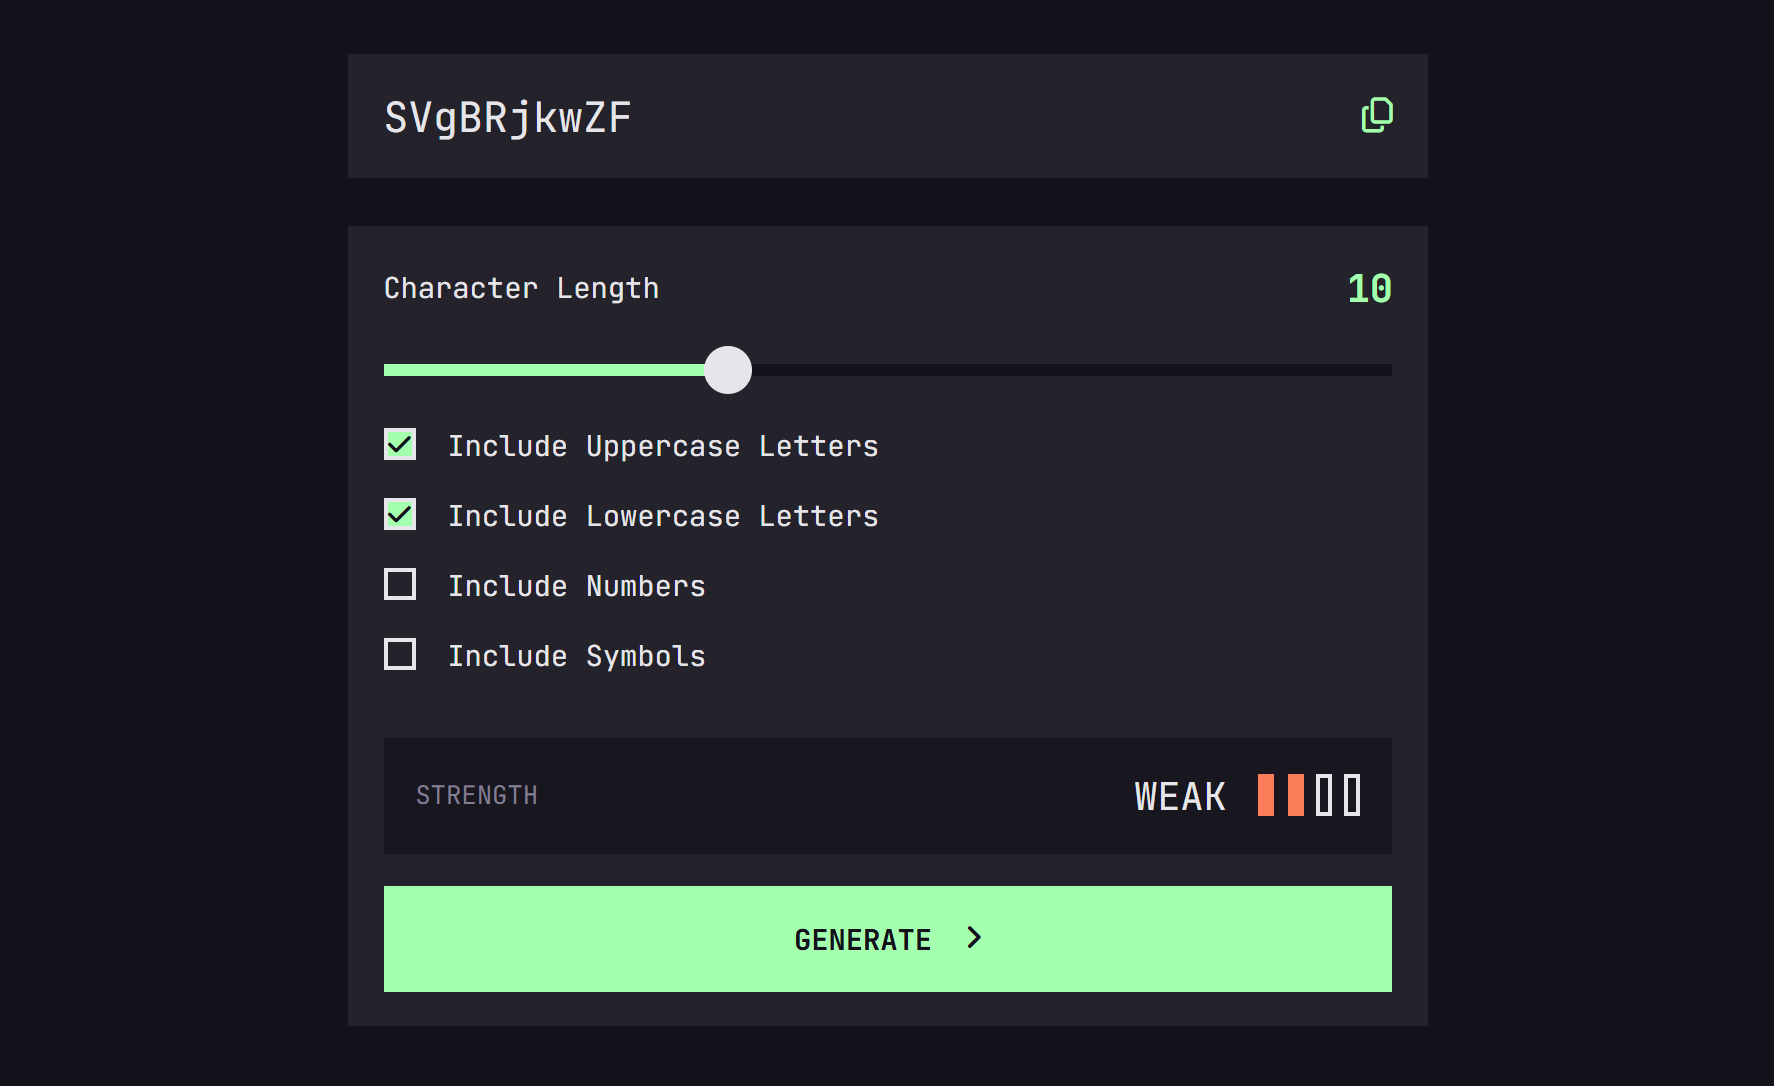 SVgBRjkwZF
Character Length 10
Include Uppercase Letters
Include Lowercase Letters
Include Numbers
Include Symbols
STRENGTH WEAK
GENERATE